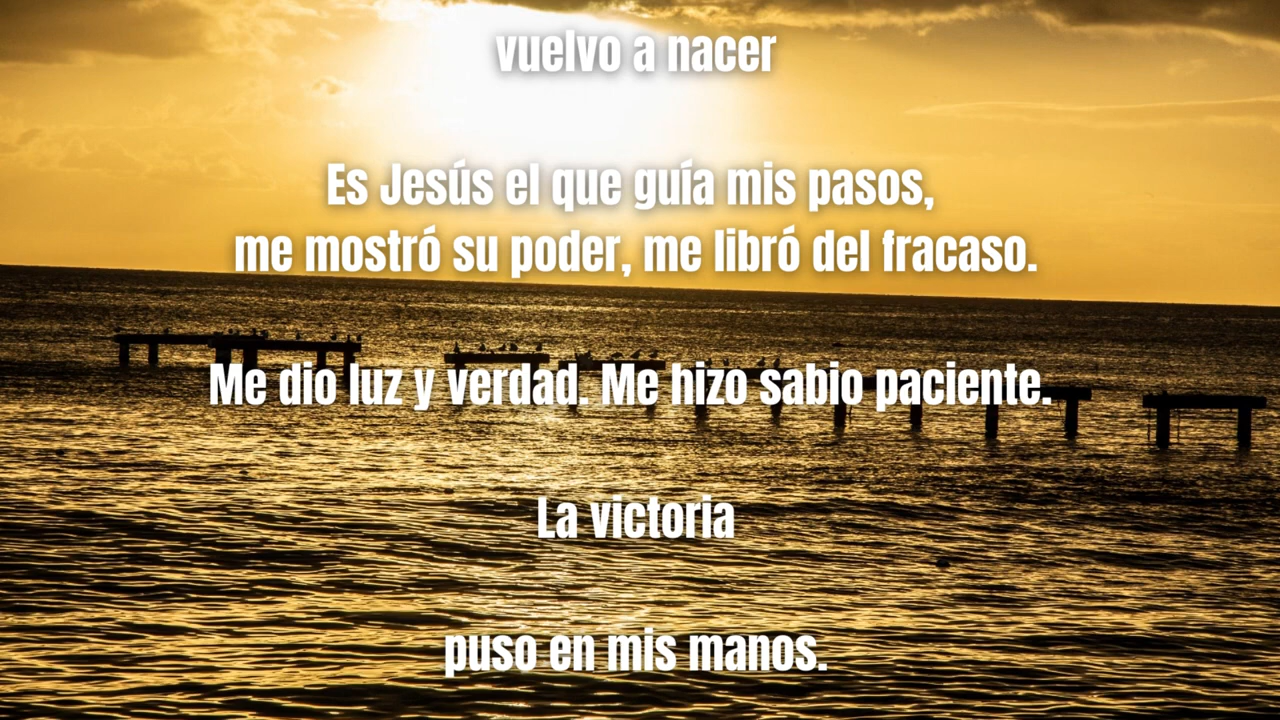 vuelvo a nacer
Es Jesús el que guía mis pasos,
me mostró su poder, me libró del fracaso.
Me dio luz y verdad. Me hizo sabio paciente.
La victoria
puso en mis manos.